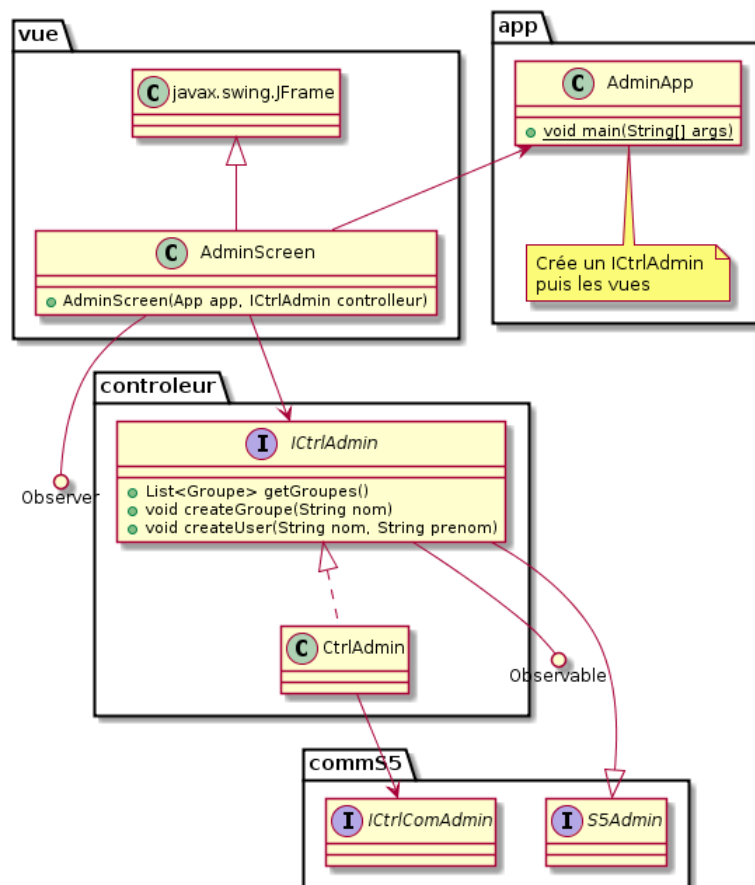 vue
C javax.swing.JFrame
C AdminScreen
AdminScreen(App app, ICtrlAdmin controlleur)
app
C AdminApp
void main(String[] args)
Crée un ICtrlAdmin
puis les vues
controleur
I ICtrlAdmin
List<Groupe> getGroupes()
void createGroupe(String nom)
void createUser(String nom, String prenom)
Observer
C CtrlAdmin
Observable
commS5
I ICtrlComAdmin
I S5Admin